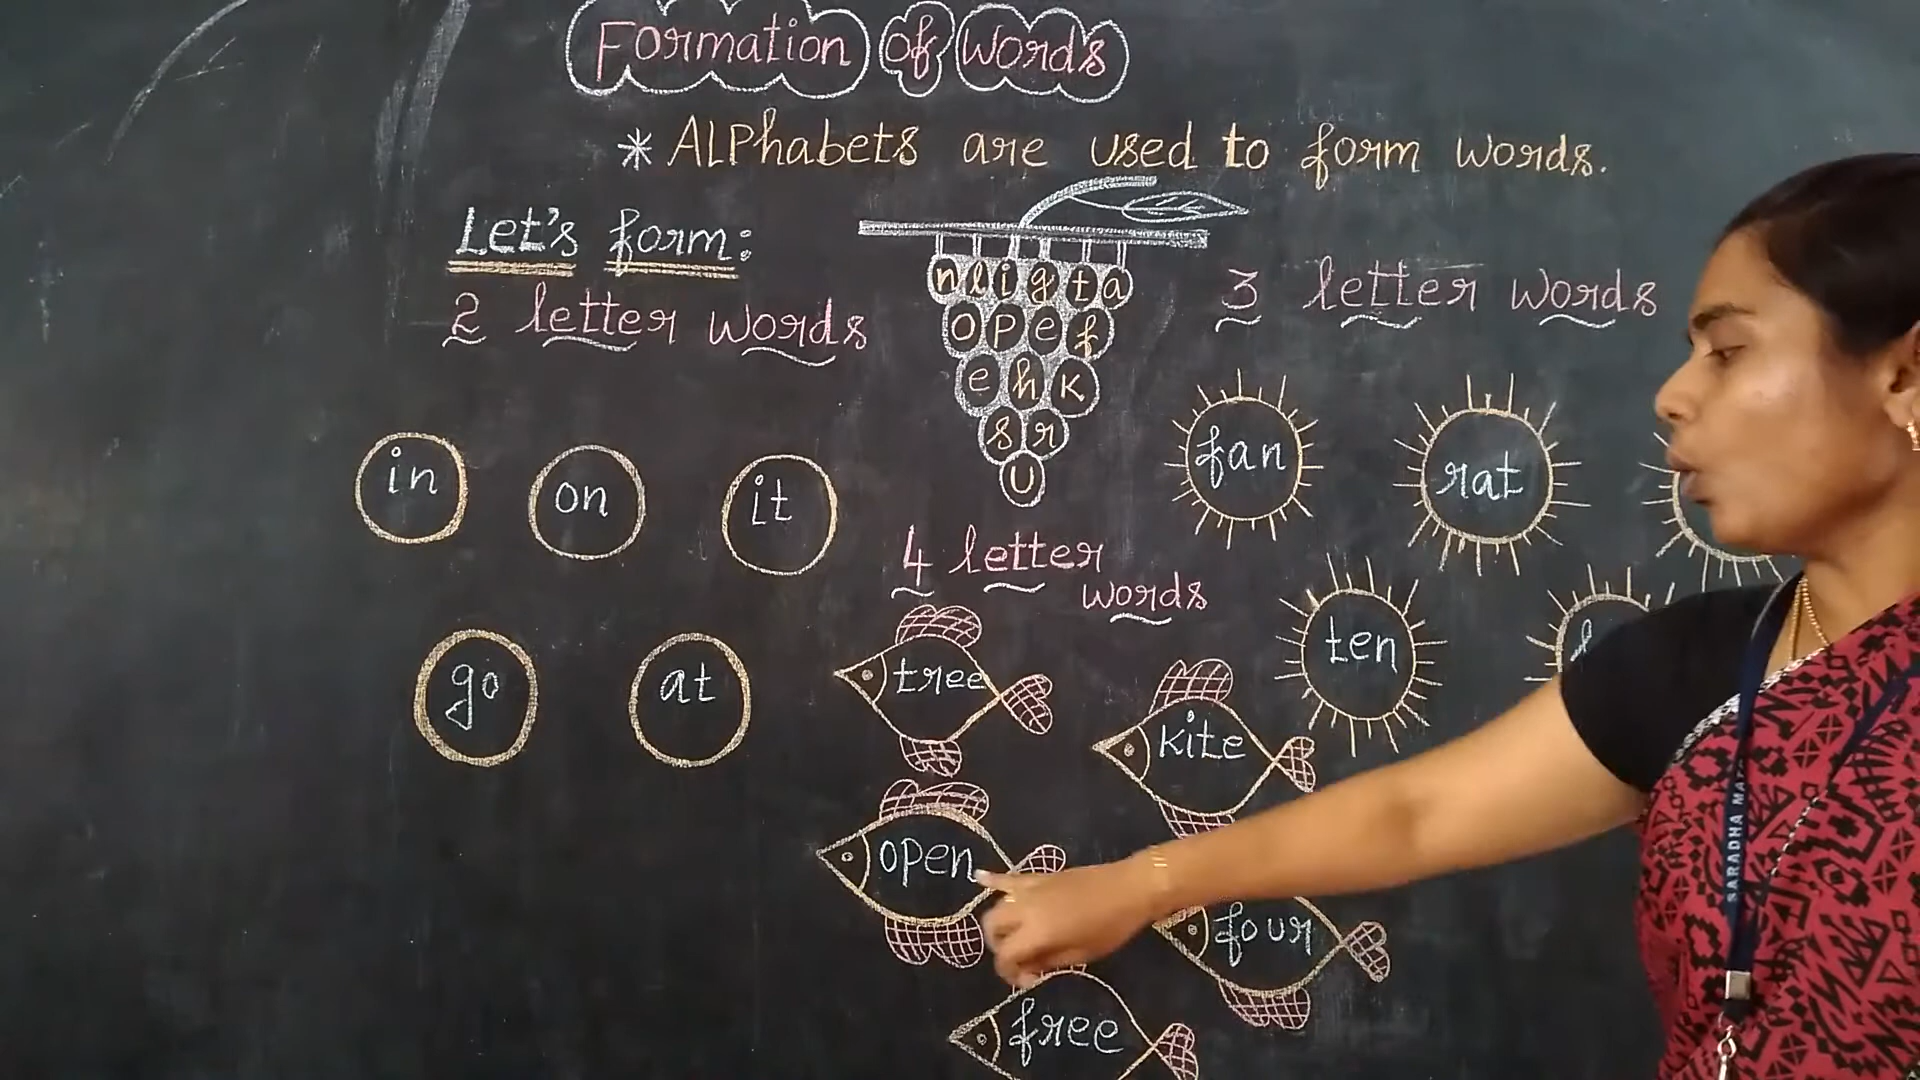 Formation of Words
* ALPhabets are used to form words.
Let's form:
2 letter words
in
on
it
go
at
n l i g t a
o p e f
e h k
s r
U
3 letter words
fan
rat
ten
4 letter
words
tree
kite
open
four
free
SARADHA MA